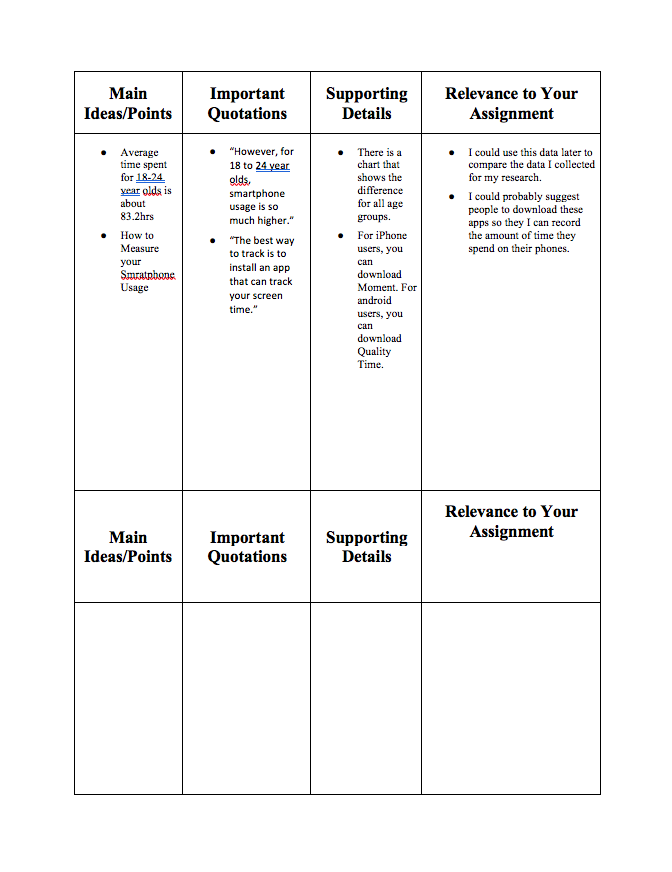 Main
Ideas/Points
Important
Quotations
Supporting
Details
Relevance to Your
Assignment
● Average
time spent
for 18-24
year olds is
about
83.2hrs
● How to
Measure
your
Smratphone
Usage
● “However, for
18 to 24 year
olds,
smartphone
usage is so
much higher.”
● “The best way
to track is to
install an app
that can track
your screen
time.”
● There is a
chart that
shows the
difference
for all age
groups.
● For iPhone
users, you
can
download
Moment. For
android
users, you
can
download
Quality
Time.
● I could use this data later to
compare the data I collected
for my research.
● I could probably suggest
people to download these
apps so they I can record
the amount of time they
spend on their phones.
Main
Ideas/Points
Important
Quotations
Supporting
Details
Relevance to Your
Assignment